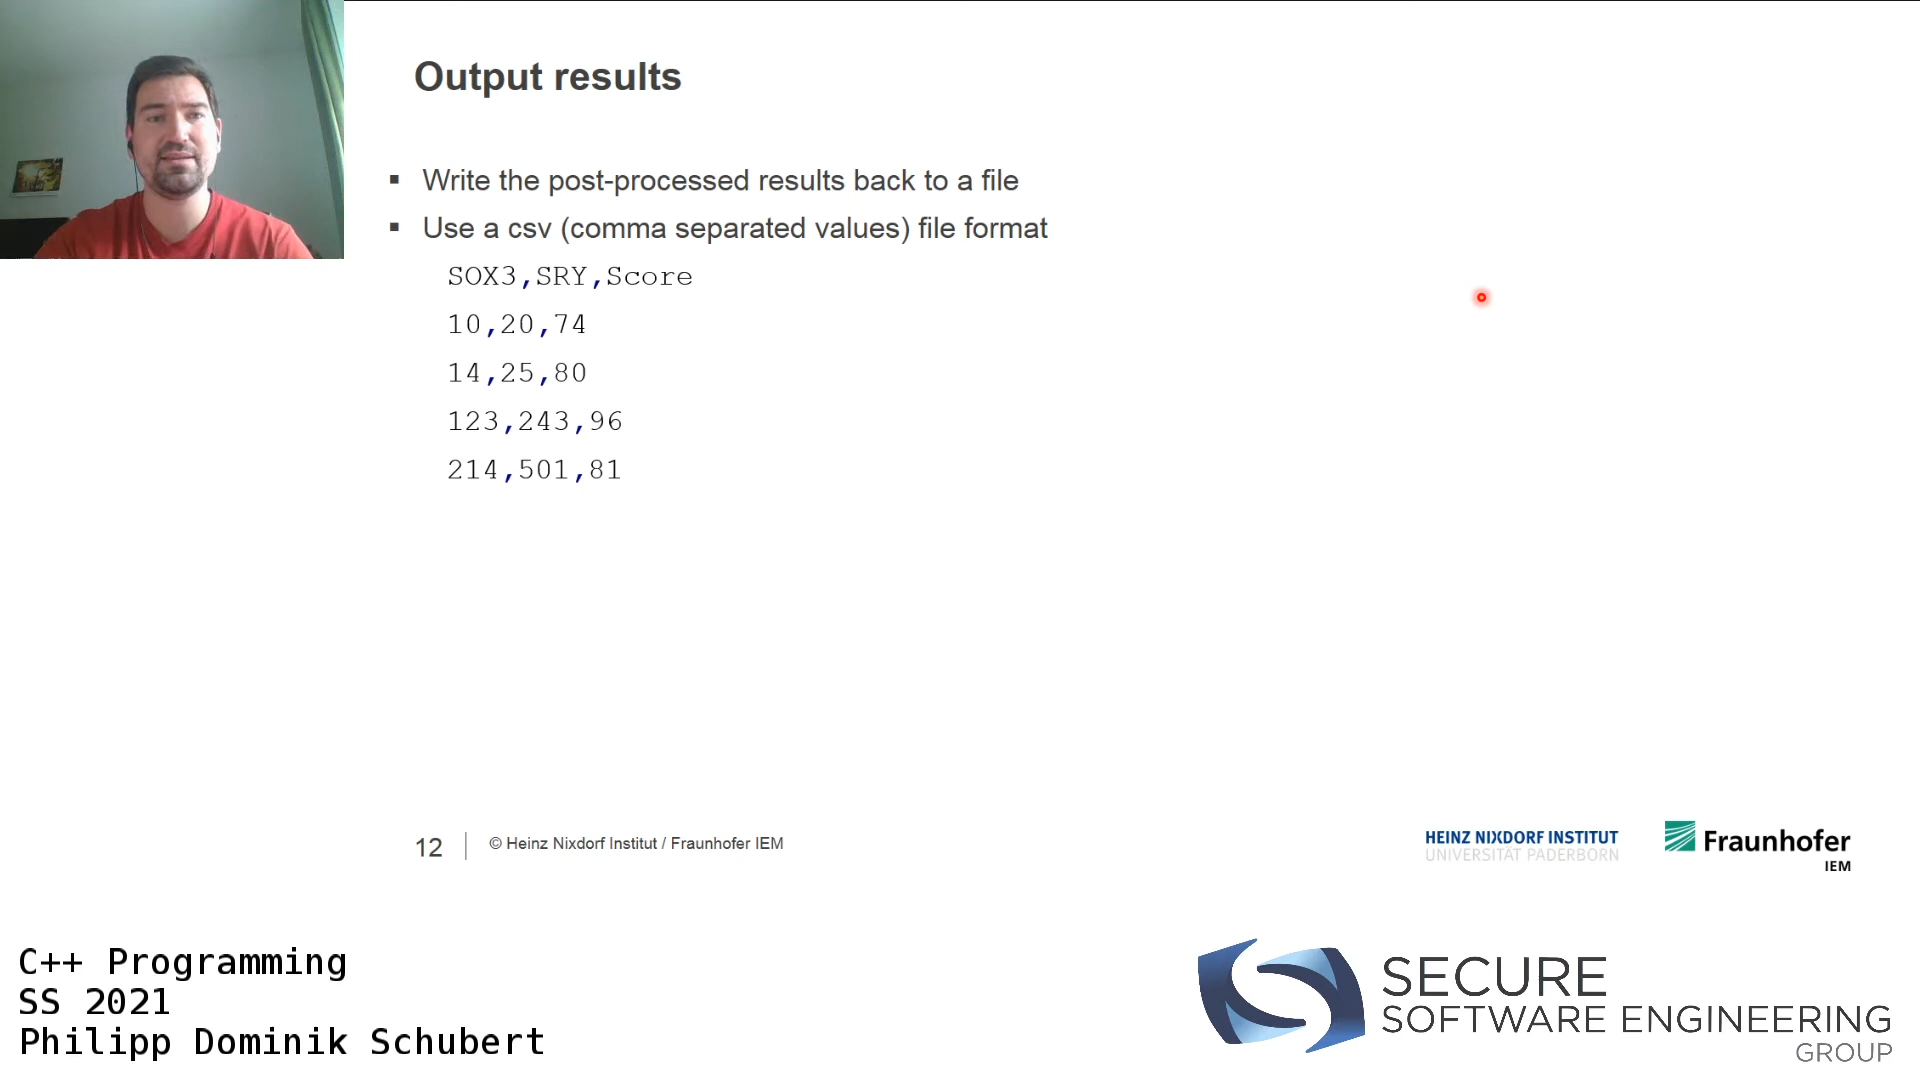 Output results
▪ Write the post-processed results back to a file
▪ Use a csv (comma separated values) file format
SOX3,SRY,Score
10,20,74
14,25,80
123,243,96
214,501,81
12 © Heinz Nixdorf Institut / Fraunhofer IEM
HEINZ NIXDORF INSTITUT
UNIVERSITÄT PADERBORN
Fraunhofer
IEM
C++ Programming
SS 2021
Philipp Dominik Schubert
SECURE
SOFTWARE ENGINEERING
GROUP